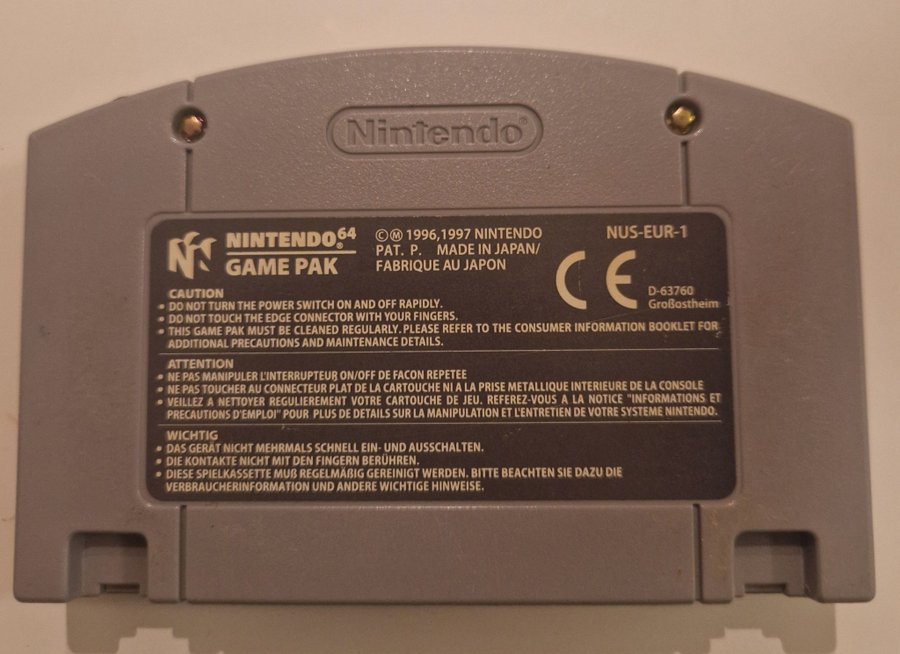 Nintendo®
NINTENDO®64
GAME PAK
©Ⓜ 1996,1997 NINTENDO
PAT. P. MADE IN JAPAN/
FABRIQUE AU JAPON
NUS-EUR-1
CE
D-63760
Großostheim
CAUTION
• DO NOT TURN THE POWER SWITCH ON AND OFF RAPIDLY.
• DO NOT TOUCH THE EDGE CONNECTOR WITH YOUR FINGERS.
• THIS GAME PAK MUST BE CLEANED REGULARLY. PLEASE REFER TO THE CONSUMER INFORMATION BOOKLET FOR
ADDITIONAL PRECAUTIONS AND MAINTENANCE DETAILS.
ATTENTION
• NE PAS MANIPULER L'INTERRUPTEUR ON/OFF DE FACON REPETEE
• NE PAS TOUCHER AU CONNECTEUR PLAT DE LA CARTOUCHE NI A LA PRISE METALLIQUE INTERIEURE DE LA CONSOLE
• VEILLEZ A NETTOYER REGULIEREMENT VOTRE CARTOUCHE DE JEU. REFEREZ-VOUS A LA NOTICE "INFORMATIONS ET
PRECAUTIONS D'EMPLOI" POUR PLUS DE DETAILS SUR LA MANIPULATION ET L'ENTRETIEN DE VOTRE SYSTEME NINTENDO.
WICHTIG
• DAS GERÄT NICHT MEHRMALS SCHNELL EIN- UND AUSSCHALTEN.
• DIE KONTAKTE NICHT MIT DEN FINGERN BERÜHREN.
• DIESE SPIELKASSETTE MUß REGELMÄßIG GEREINIGT WERDEN. BITTE BEACHTEN SIE DAZU DIE
VERBRAUCHERINFORMATION UND ANDERE WICHTIGE HINWEISE.